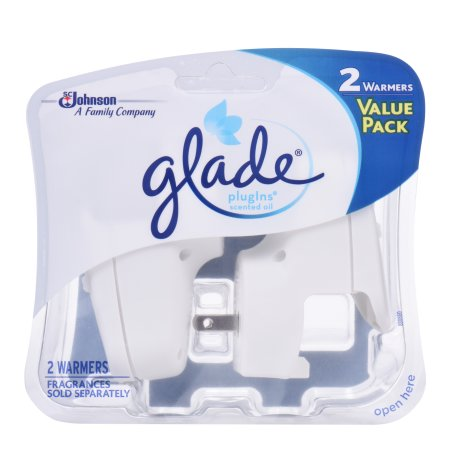 SC Johnson
A Family Company
2 WARMERS
VALUE
PACK
glade®
plugIns®
scented oil
2 WARMERS
FRAGRANCES
SOLD SEPARATELY
open here